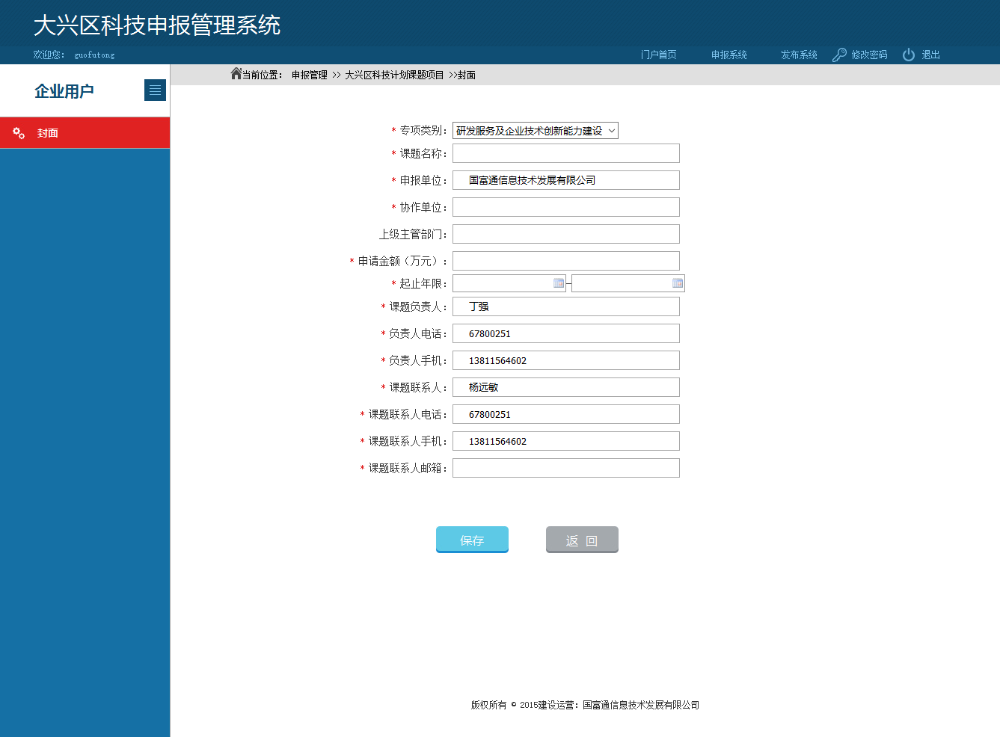 大兴区科技申报管理系统
欢迎您： guofutong 门户首页 申报系统 发布系统 修改密码 退出
企业用户
当前位置： 申报管理 >> 大兴区科技计划课题项目 >>封面
封面
* 专项类别： 研发服务及企业技术创新能力建设
* 课题名称：
* 申报单位： 国富通信息技术发展有限公司
* 协作单位：
上级主管部门：
* 申请金额（万元）：
* 起止年限： –
* 课题负责人： 丁强
* 负责人电话： 67800251
* 负责人手机： 13811564602
* 课题联系人： 杨远敏
* 课题联系人电话： 67800251
* 课题联系人手机： 13811564602
* 课题联系人邮箱：
保存 返 回
版权所有 © 2015建设运营：国富通信息技术发展有限公司